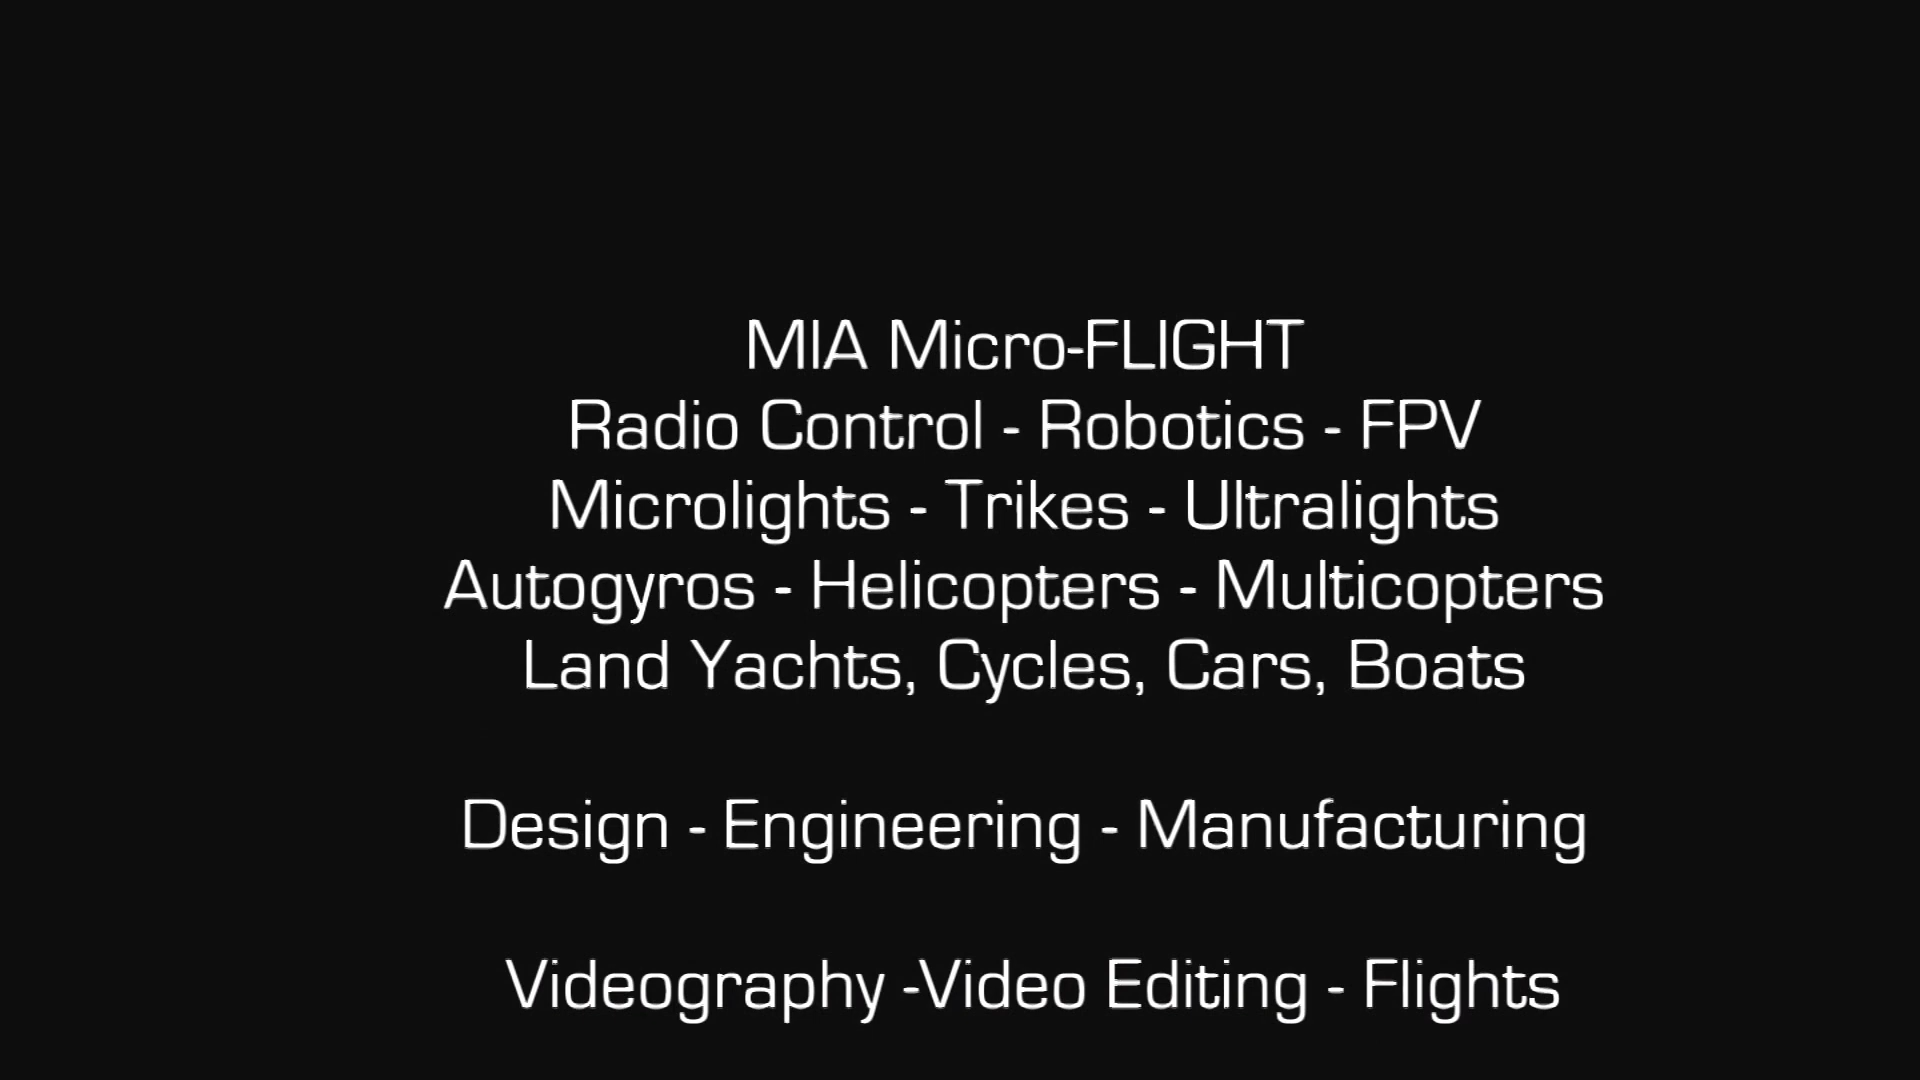 MIA Micro-FLIGHT
Radio Control - Robotics - FPV
Microlights - Trikes - Ultralights
Autogyros - Helicopters - Multicopters
Land Yachts, Cycles, Cars, Boats
Design - Engineering - Manufacturing
Videography -Video Editing - Flights